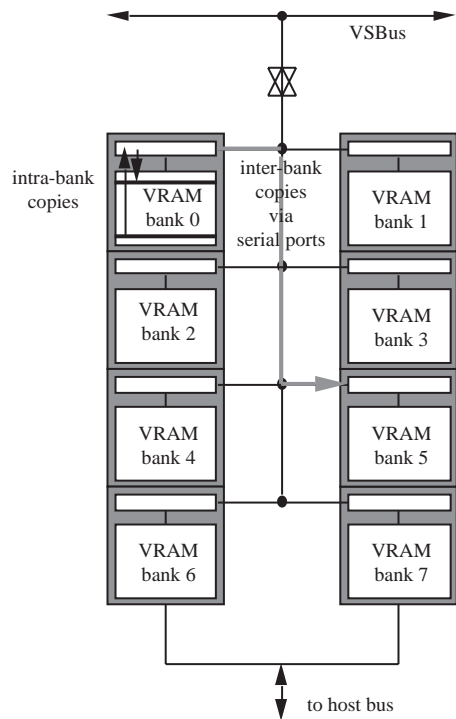 VSBus
intra-bank
copies
VRAM
bank 0
inter-bank
copies
via
serial ports
VRAM
bank 1
VRAM
bank 2
VRAM
bank 3
VRAM
bank 4
VRAM
bank 5
VRAM
bank 6
VRAM
bank 7
to host bus